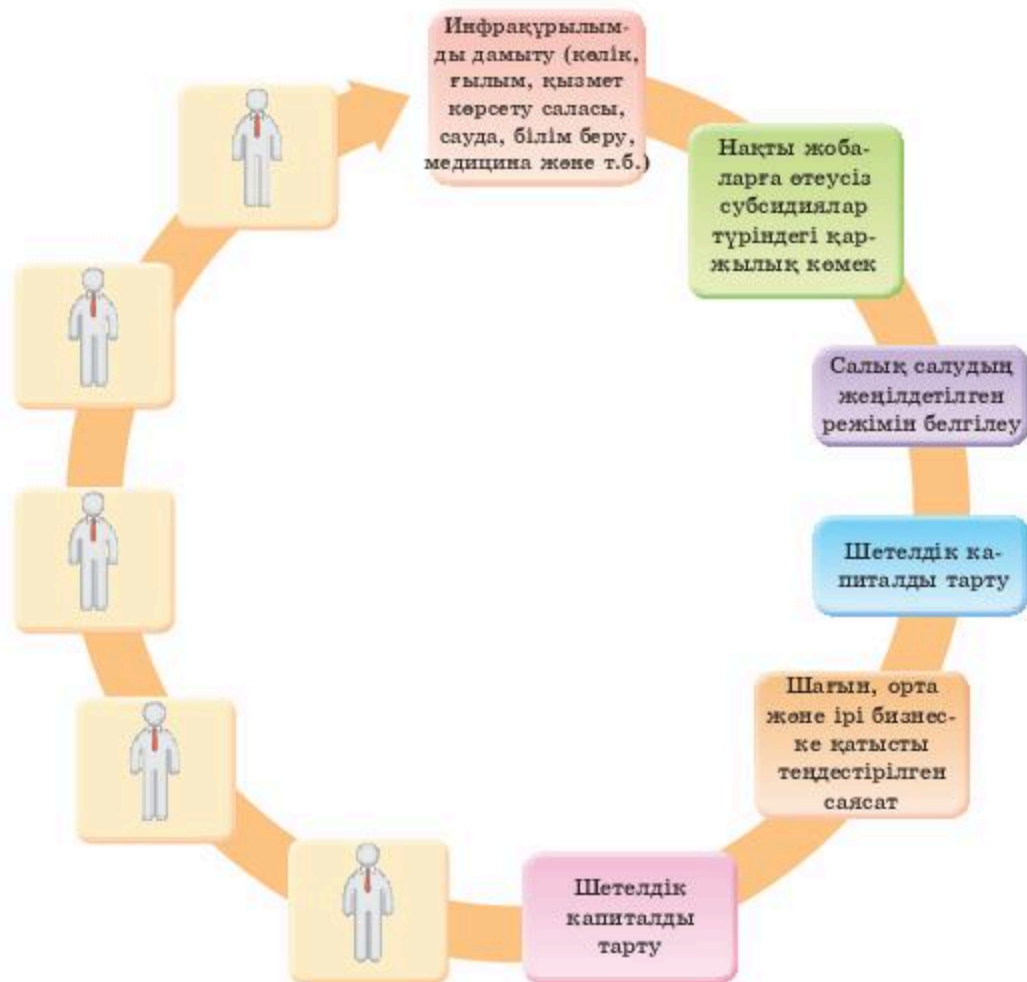 Инфрақұрылым-
ды дамыту (көлік,
ғылым, қызмет
көрсету саласы,
сауда, білім беру,
медицина және т.б.)
Нақты жоба-
ларға өтеусіз
субсидиялар
түріндегі қар-
жылық көмек
Салық салудың
жеңілдетілген
режімін белгілеу
Шетелдік ка-
питалды тарту
Шағын, орта
және ірі бизнес-
ке қатысты
теңдестірілген
саясат
Шетелдік
капиталды
тарту